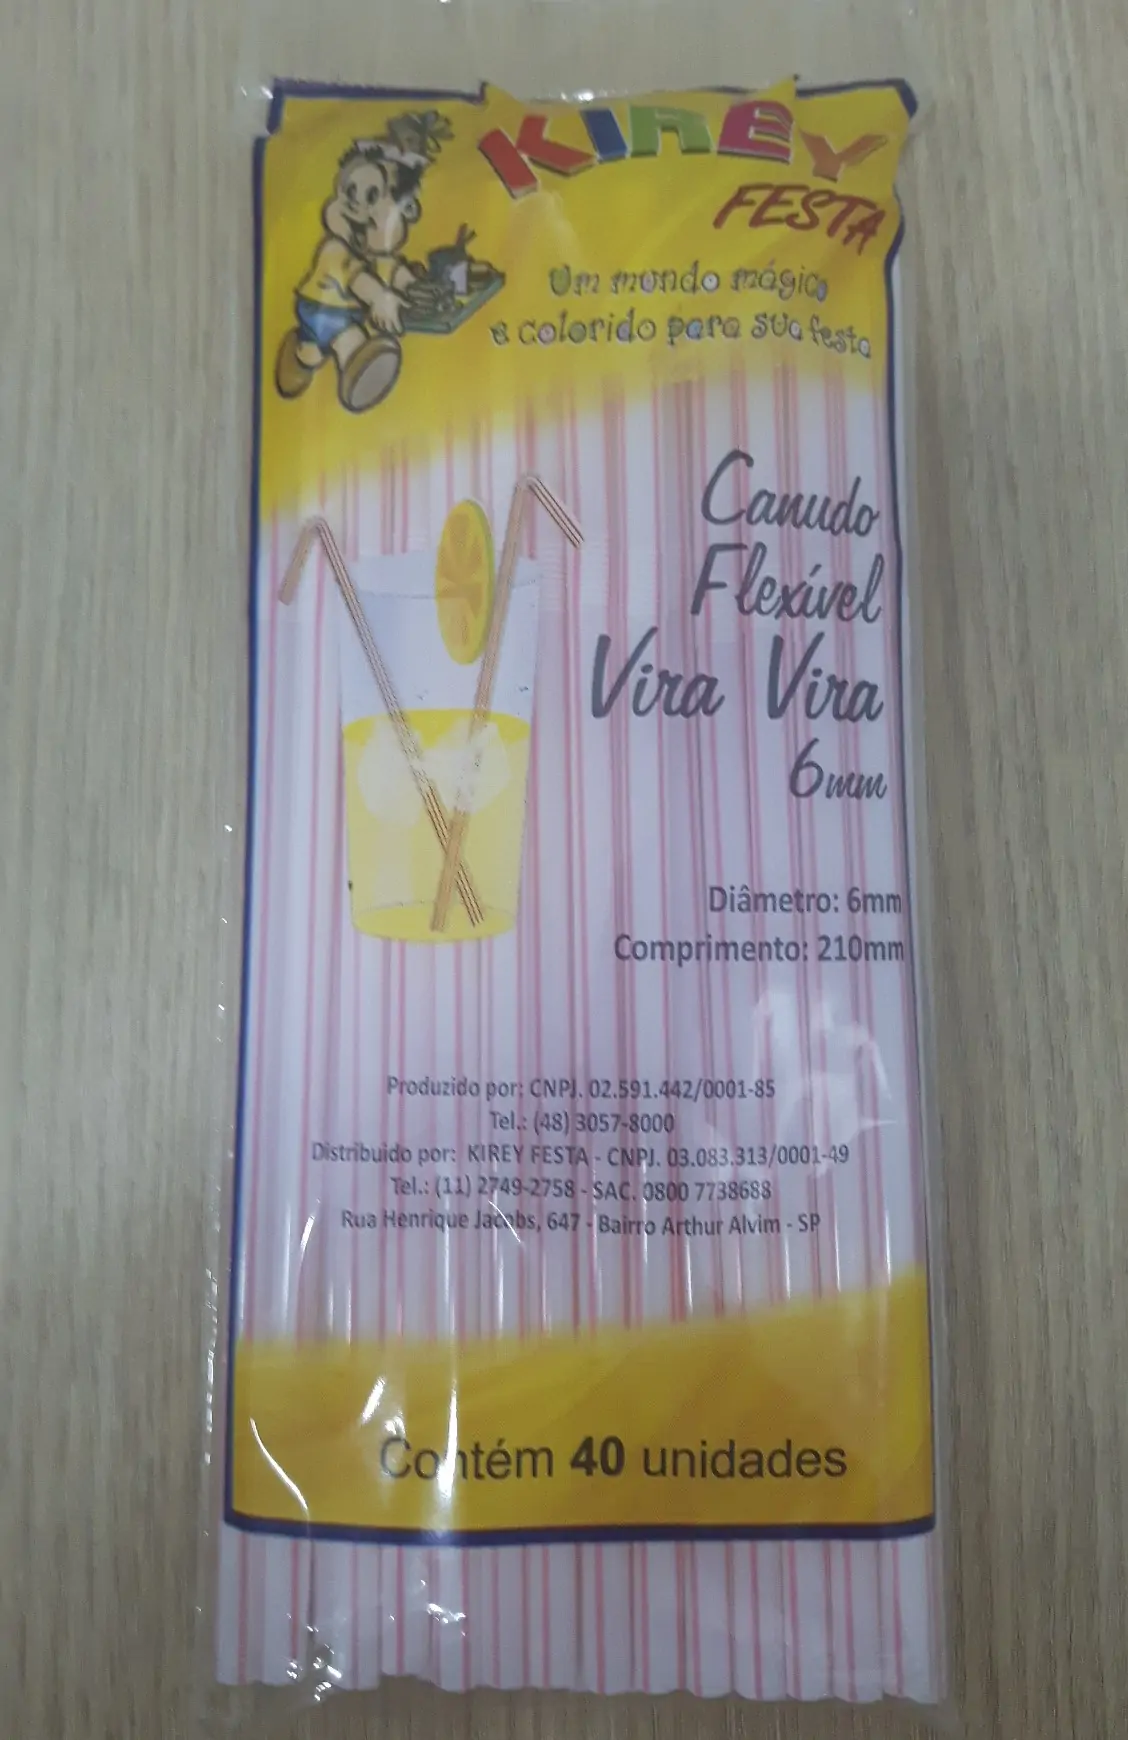 KIREY
FESTA
Um mundo mágico
e colorido para sua festa
Canudo
Flexível
Vira Vira
6mm
Diâmetro: 6mm
Comprimento: 210mm
Produzido por: CNPJ. 02.591.442/0001-85
Tel.: (48) 3057-8000
Distribuido por: KIREY FESTA - CNPJ. 03.083.313/0001-49
Tel.: (11) 2749-2758 - SAC. 0800 7738688
Rua Henrique Jacobs, 647 - Bairro Arthur Alvim - SP
Contém 40 unidades